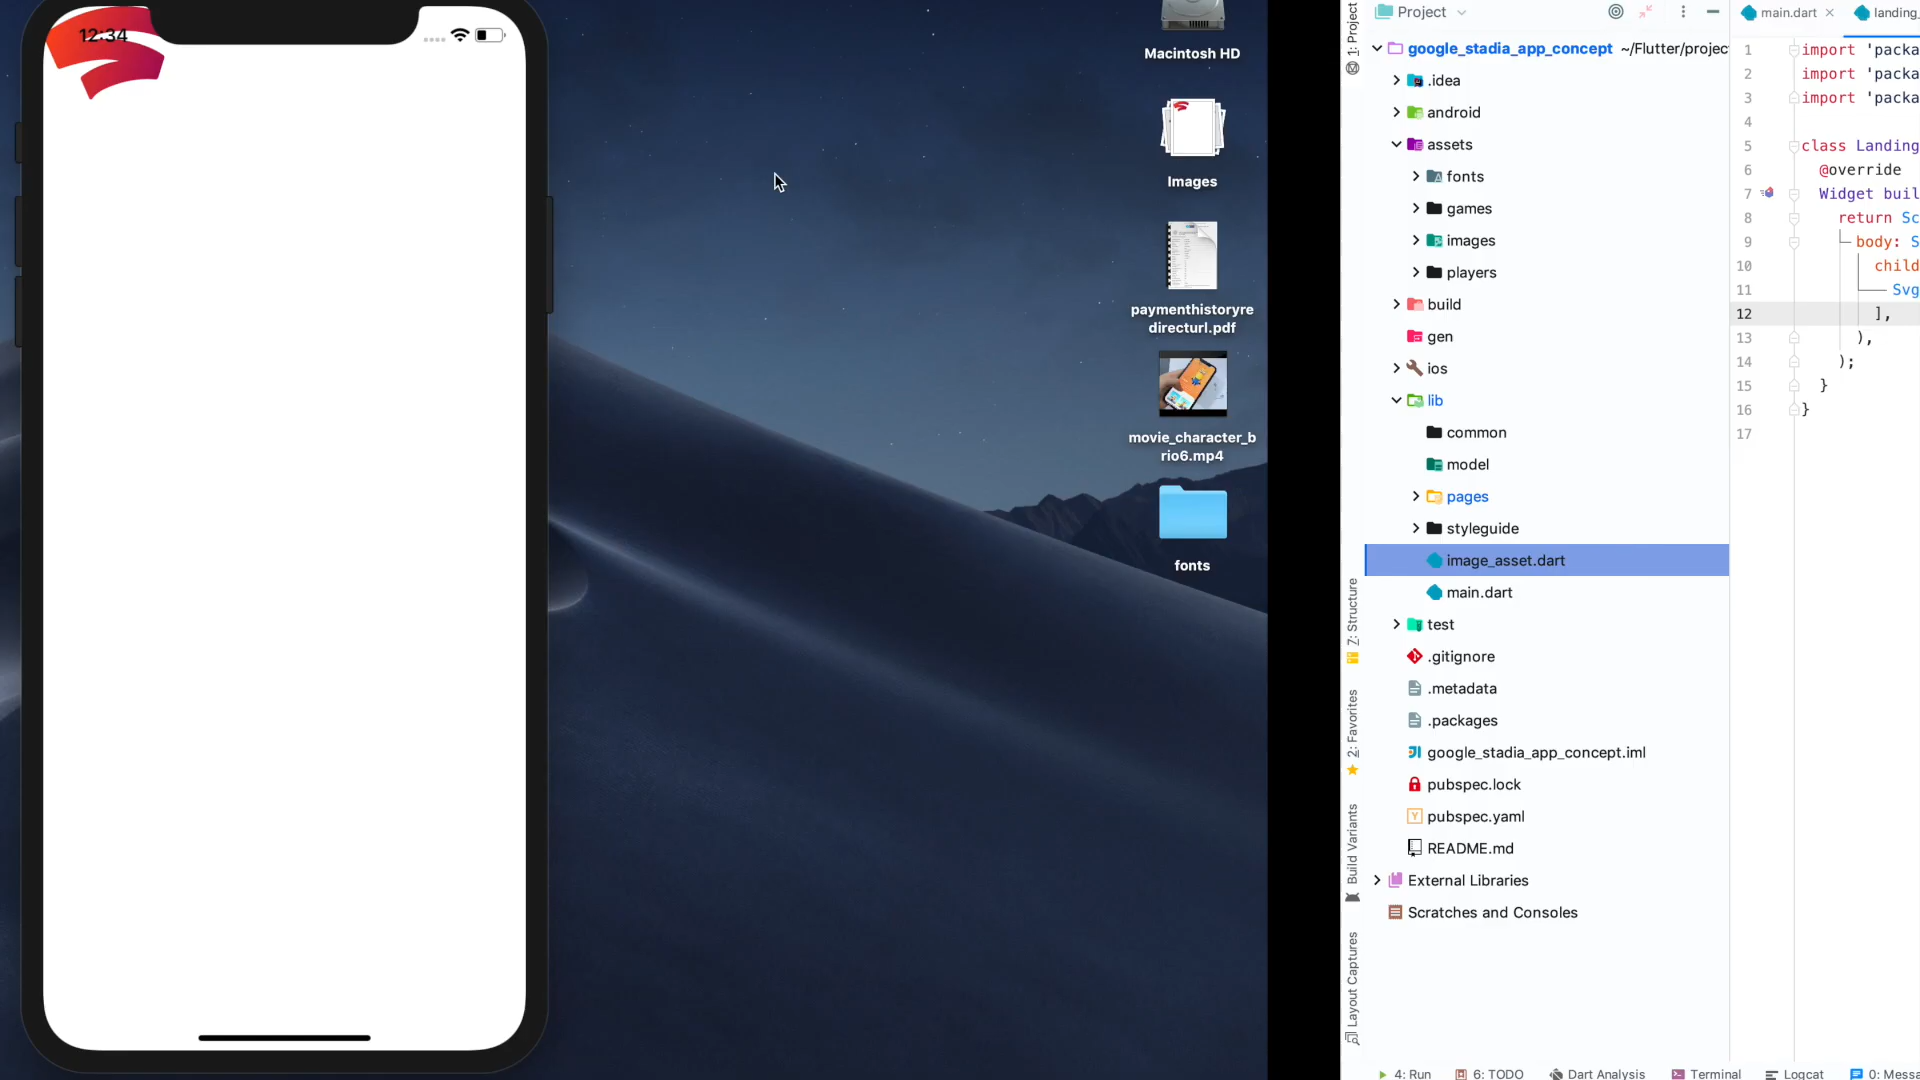 12:34
Macintosh HD
Images
paymenthistoryre
directurl.pdf
movie_character_b
rio6.mp4
fonts
1: Project
7: Structure
2: Favorites
Build Variants
Layout Captures
Project
google_stadia_app_concept ~/Flutter/projec
.idea
android
assets
fonts
games
images
players
build
gen
ios
lib
common
model
pages
styleguide
image_asset.dart
main.dart
test
.gitignore
.metadata
.packages
google_stadia_app_concept.iml
pubspec.lock
pubspec.yaml
README.md
External Libraries
Scratches and Consoles
main.dart
landing_
1 import 'packa
2 import 'packa
3 import 'packa
4
5 class Landing
6 @override
7 Widget buil
8 return Sc
9 body: S
10 child
11 Svg
12 ],
13 ),
14 );
15 }
16 }
17
4: Run 6: TODO Dart Analysis Terminal Logcat 0: Messa